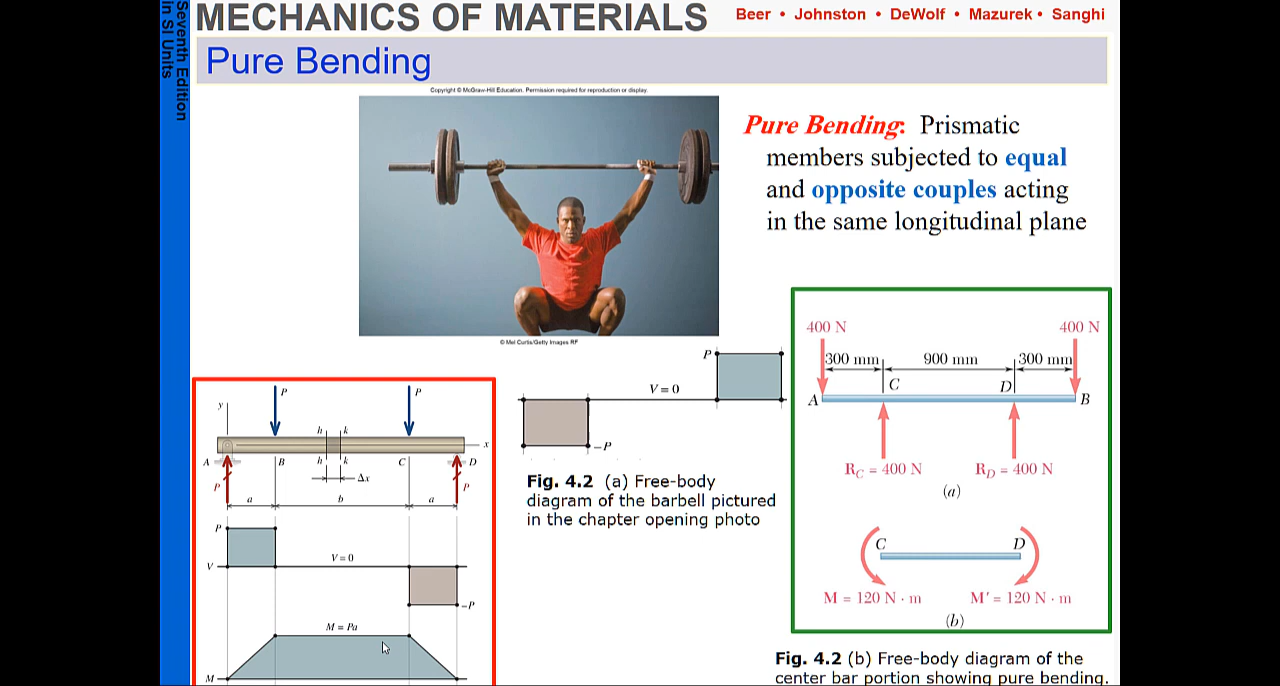 Seventh Edition
in SI Units
MECHANICS OF MATERIALS
Beer • Johnston • DeWolf • Mazurek • Sanghi
Pure Bending
Copyright © McGraw-Hill Education. Permission required for reproduction or display.
Pure Bending: Prismatic
members subjected to equal
and opposite couples acting
in the same longitudinal plane
© Mel Curtis/Getty Images RF
P
V = 0
–P
Fig. 4.2 (a) Free-body
diagram of the barbell pictured
in the chapter opening photo
400 N 400 N
300 mm 900 mm 300 mm
C D
A B
R_C = 400 N R_D = 400 N
(a)
C D
M = 120 N · m M′ = 120 N · m
(b)
Fig. 4.2 (b) Free-body diagram of the
center bar portion showing pure bending.
P P
y
h k
x
A B h k C D
Δx
P P
a b a
P
V = 0
V
–P
M = Pa
M